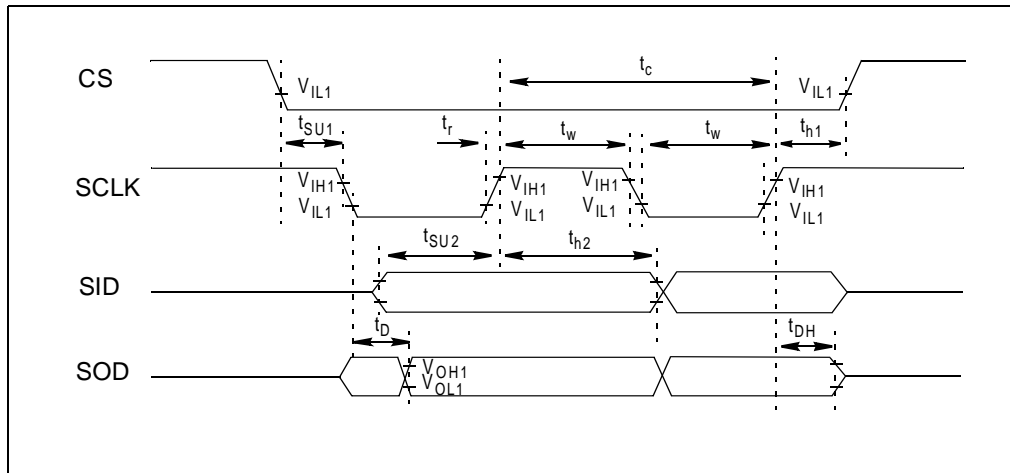 CS
V_IL1
t_c
V_IL1
t_SU1
t_r
t_w
t_w
t_h1
SCLK
V_IH1
V_IL1
V_IH1
V_IL1
V_IH1
V_IL1
V_IH1
V_IL1
t_SU2
t_h2
SID
t_D
t_DH
SOD
V_OH1
V_OL1